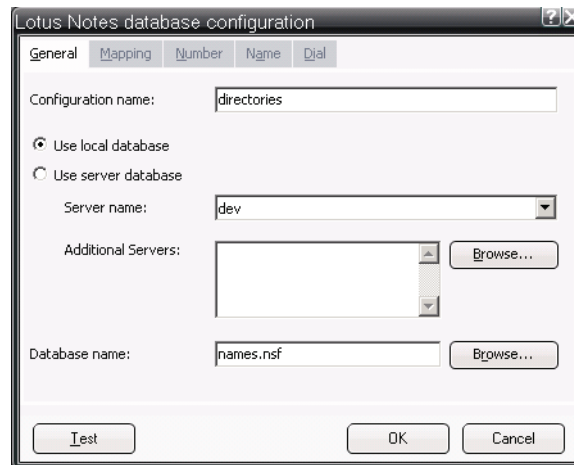 Lotus Notes database configuration
General Mapping Number Name Dial
Configuration name: directories
Use local database
Use server database
Server name: dev
Additional Servers: Browse...
Database name: names.nsf Browse...
Test OK Cancel